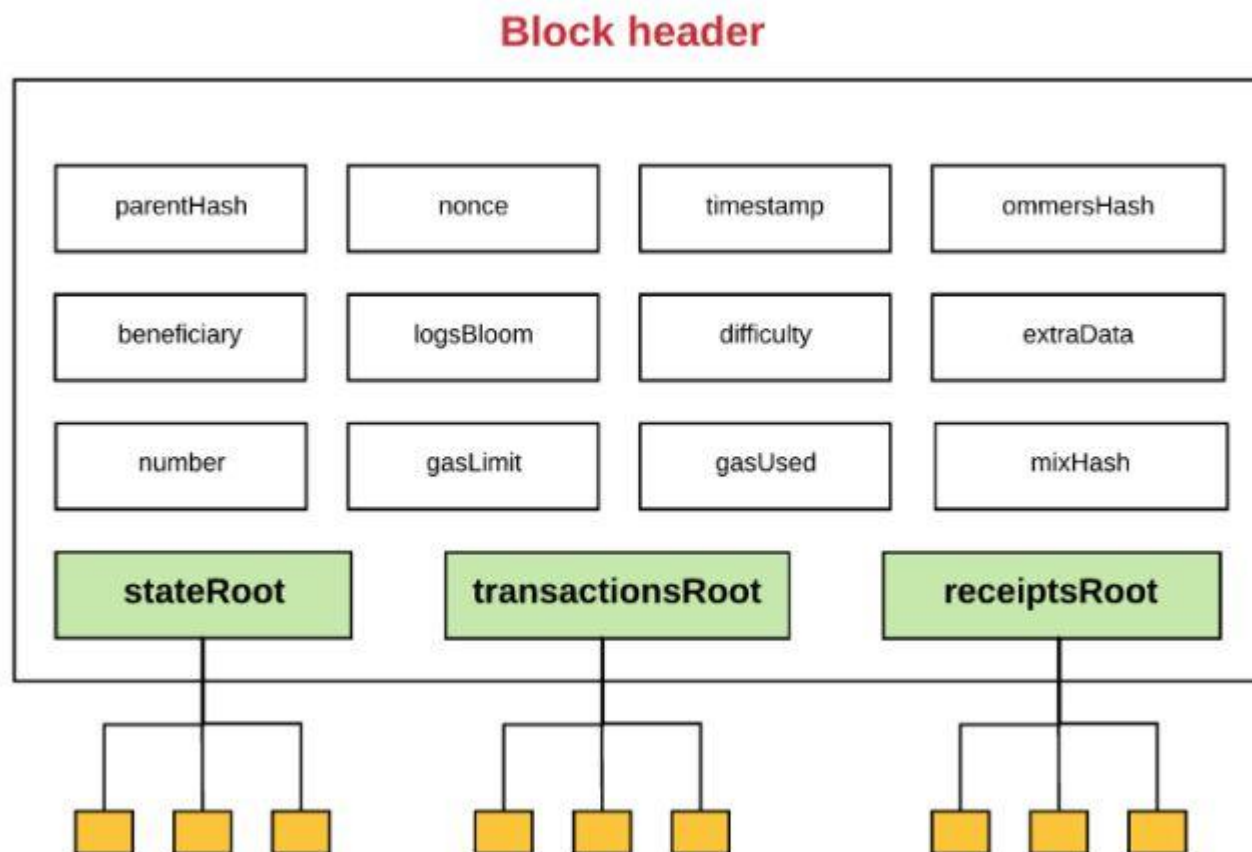 Block header
parentHash nonce timestamp ommersHash
beneficiary logsBloom difficulty extraData
number gasLimit gasUsed mixHash
stateRoot transactionsRoot receiptsRoot